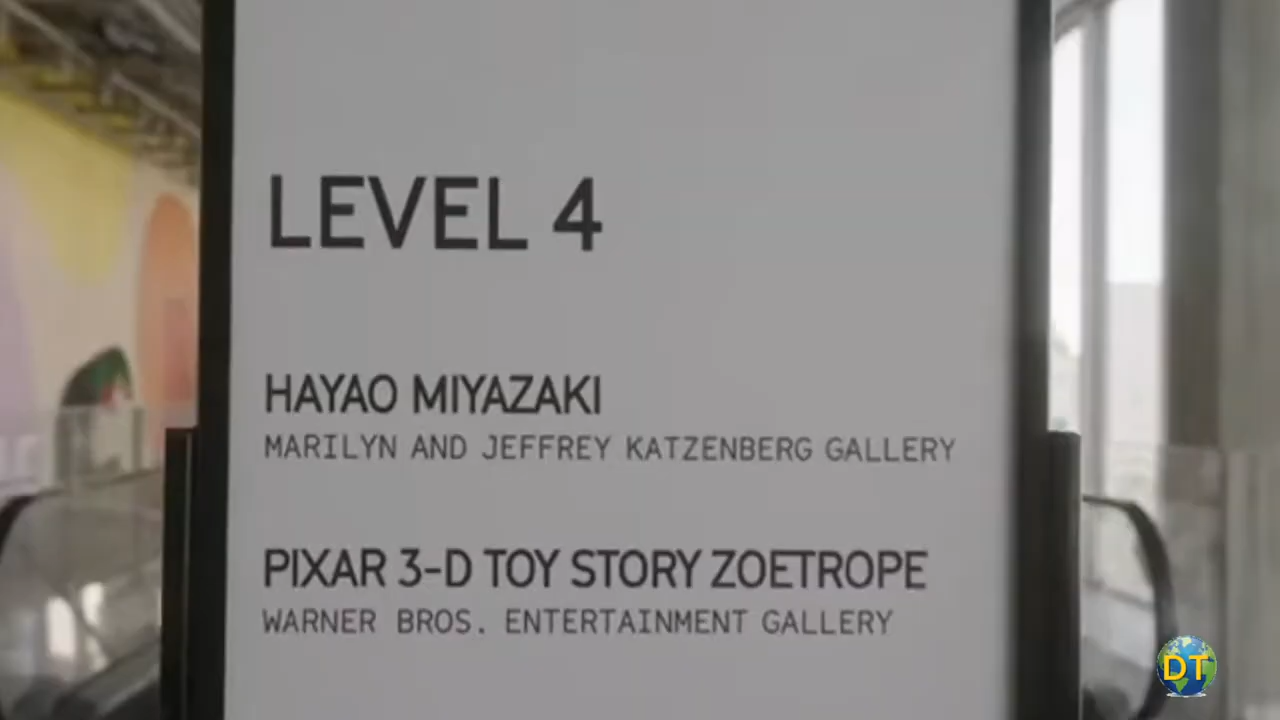 LEVEL 4
HAYAO MIYAZAKI
MARILYN AND JEFFREY KATZENBERG GALLERY
PIXAR 3-D TOY STORY ZOETROPE
WARNER BROS. ENTERTAINMENT GALLERY
DT